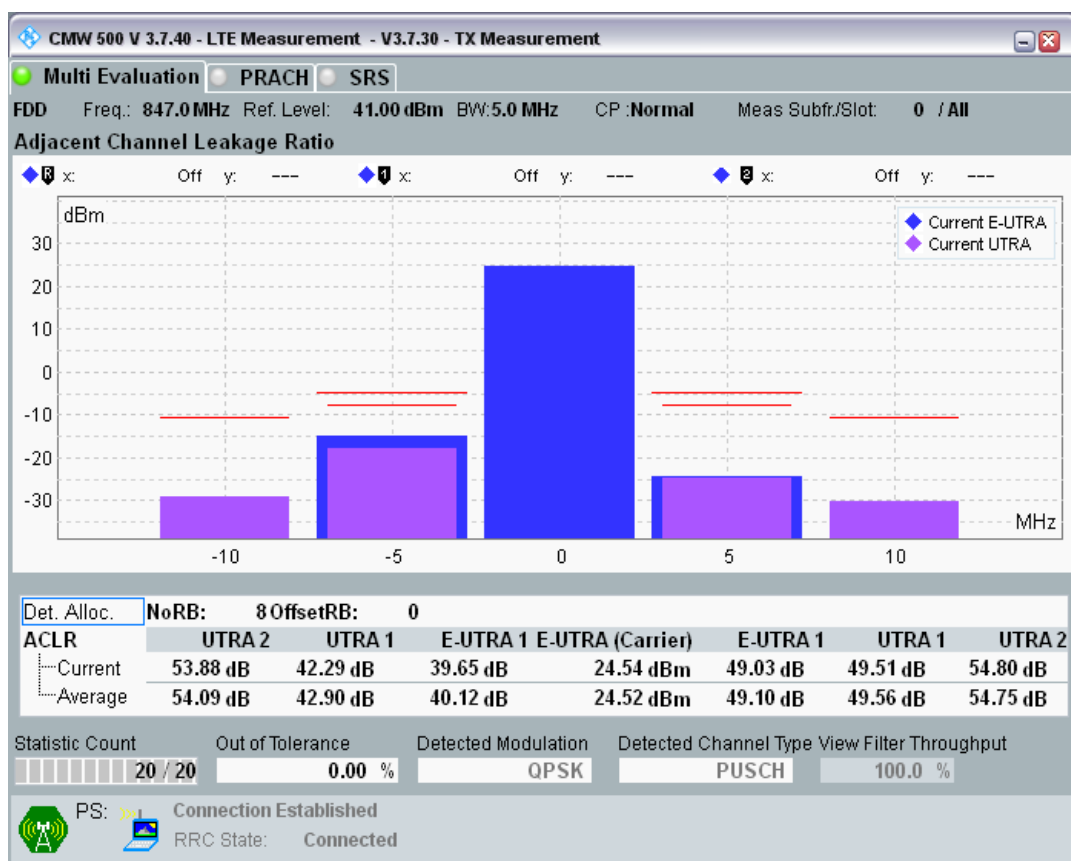 CMW 500 V 3.7.40 - LTE Measurement - V3.7.30 - TX Measurement
Multi Evaluation PRACH SRS
FDD Freq.: 847.0 MHz Ref. Level: 41.00 dBm BW:5.0 MHz CP :Normal Meas Subfr./Slot: 0 / All
Adjacent Channel Leakage Ratio
R x: Off y: --- 1 x: Off y: --- 2 x: Off y: ---
dBm
Current E-UTRA
Current UTRA
30
20
10
0
-10
-20
-30
MHz
-10 -5 0 5 10
Det. Alloc. NoRB: 8 OffsetRB: 0
ACLR UTRA 2 UTRA 1 E-UTRA 1 E-UTRA (Carrier) E-UTRA 1 UTRA 1 UTRA 2
Current 53.88 dB 42.29 dB 39.65 dB 24.54 dBm 49.03 dB 49.51 dB 54.80 dB
Average 54.09 dB 42.90 dB 40.12 dB 24.52 dBm 49.10 dB 49.56 dB 54.75 dB
Statistic Count Out of Tolerance Detected Modulation Detected Channel Type View Filter Throughput
20 / 20 0.00 % QPSK PUSCH 100.0 %
PS: Connection Established
RRC State: Connected